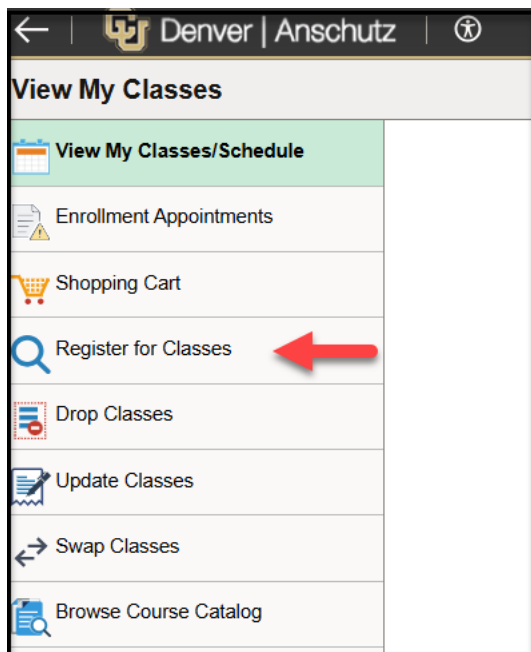 Denver | Anschutz
View My Classes
View My Classes/Schedule
Enrollment Appointments
Shopping Cart
Register for Classes
Drop Classes
Update Classes
Swap Classes
Browse Course Catalog